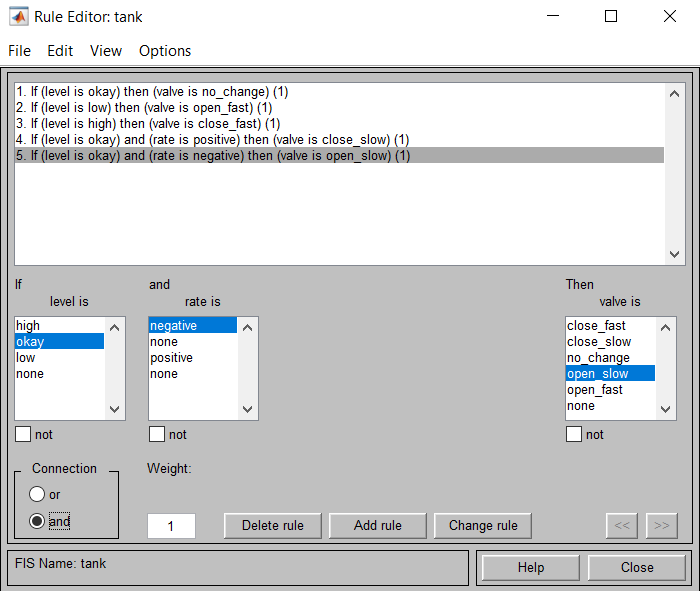 Rule Editor: tank
File Edit View Options
1. If (level is okay) then (valve is no_change) (1)
2. If (level is low) then (valve is open_fast) (1)
3. If (level is high) then (valve is close_fast) (1)
4. If (level is okay) and (rate is positive) then (valve is close_slow) (1)
5. If (level is okay) and (rate is negative) then (valve is open_slow) (1)
If
level is
high
okay
low
none
not
and
rate is
negative
none
positive
none
not
Then
valve is
close_fast
close_slow
no_change
open_slow
open_fast
none
not
Connection
or
and
Weight:
1
Delete rule
Add rule
Change rule
<<
>>
FIS Name: tank
Help
Close